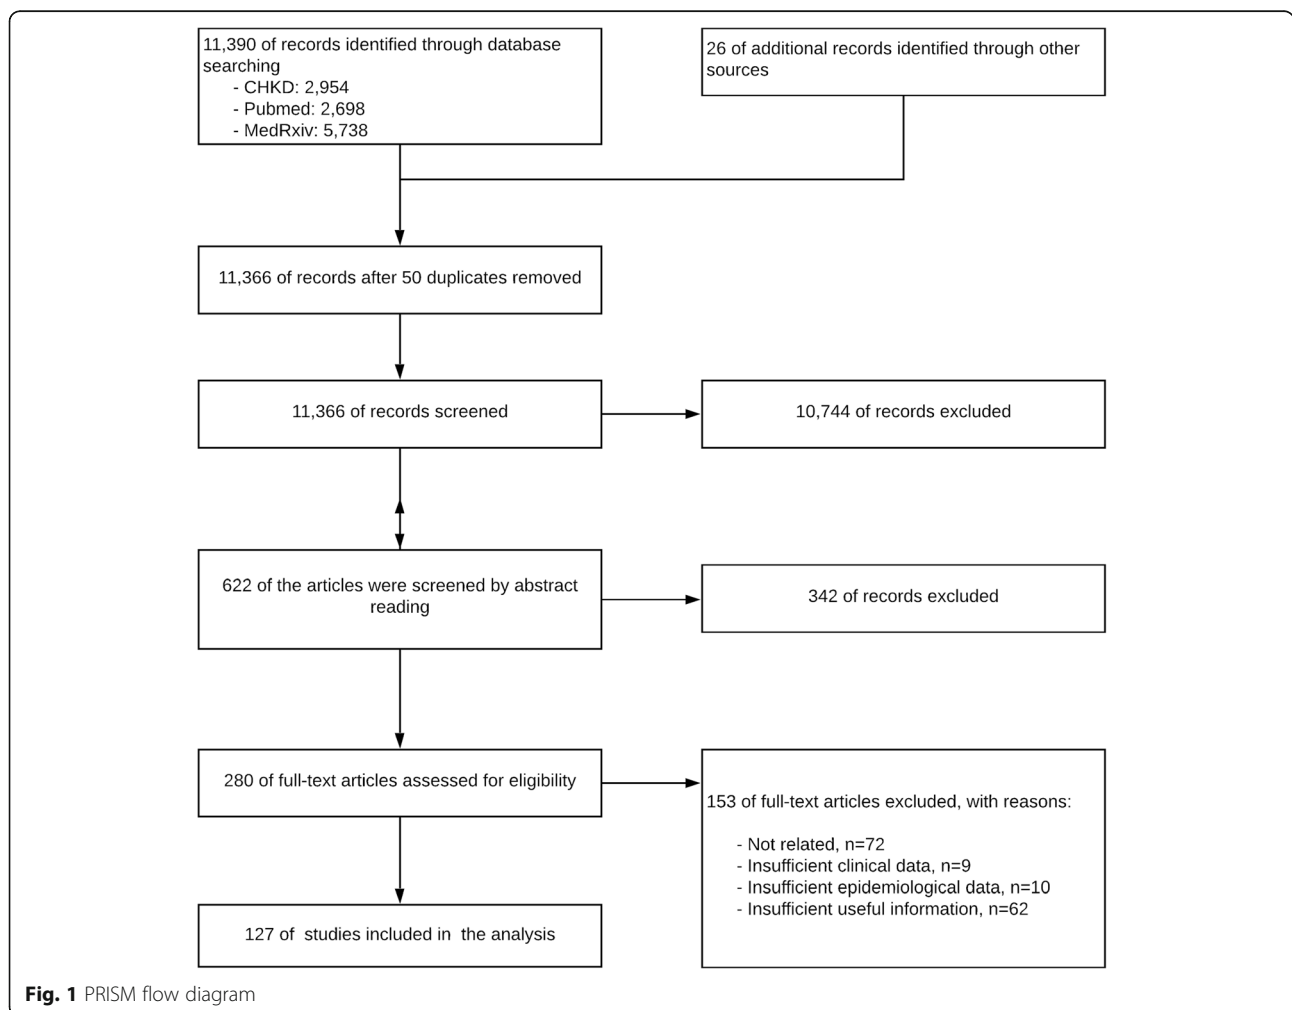 11,390 of records identified through database
searching
- CHKD: 2,954
- Pubmed: 2,698
- MedRxiv: 5,738
26 of additional records identified through other
sources
11,366 of records after 50 duplicates removed
11,366 of records screened
10,744 of records excluded
622 of the articles were screened by abstract
reading
342 of records excluded
280 of full-text articles assessed for eligibility
153 of full-text articles excluded, with reasons:
- Not related, n=72
- Insufficient clinical data, n=9
- Insufficient epidemiological data, n=10
- Insufficient useful information, n=62
127 of studies included in the analysis
Fig. 1 PRISM flow diagram